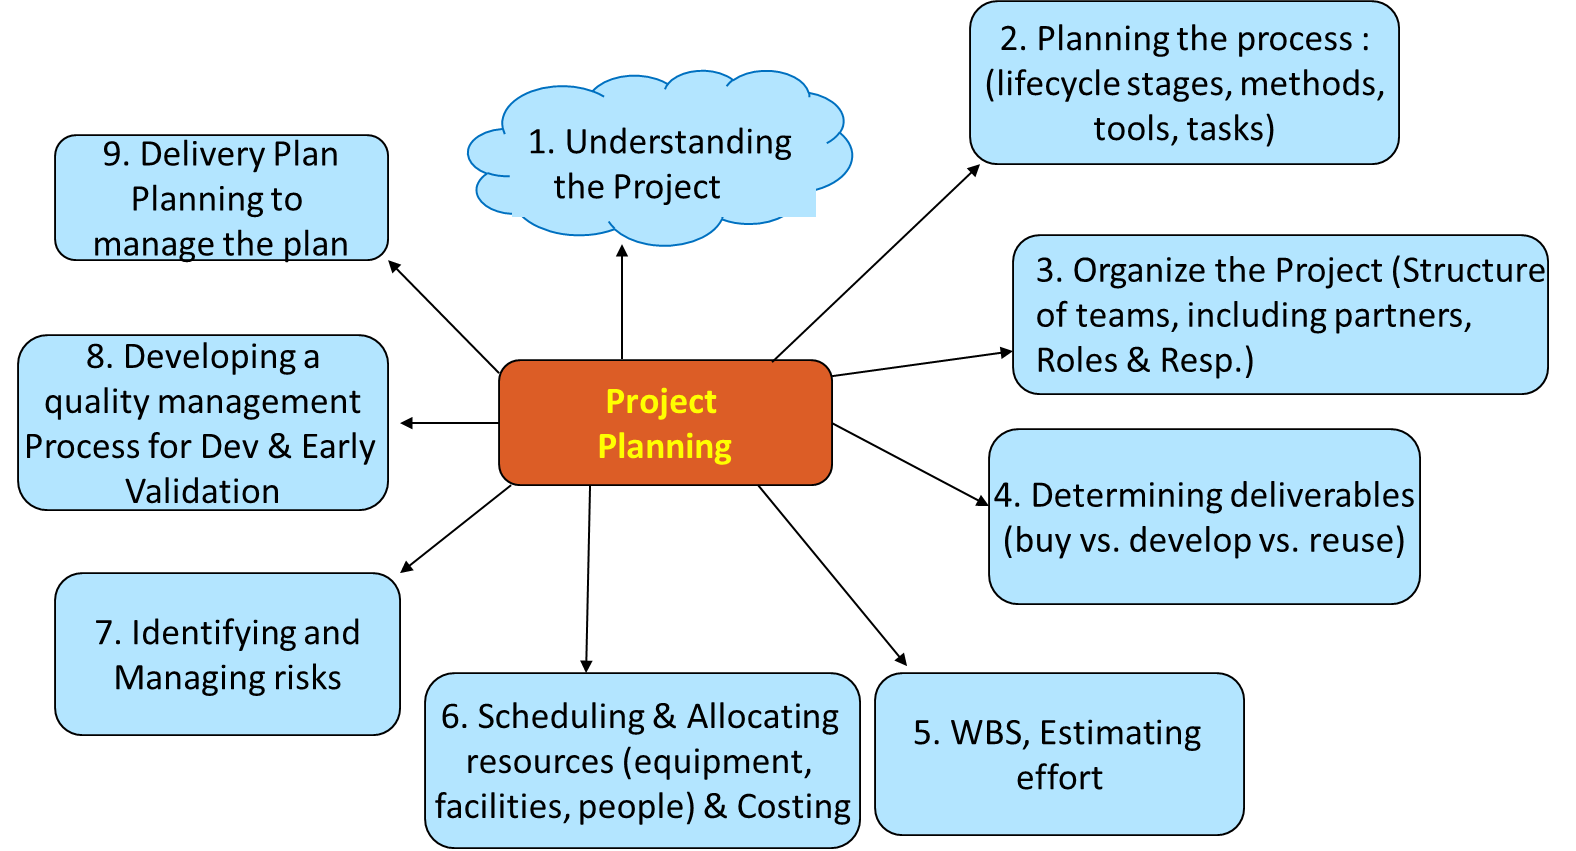 1. Understanding
the Project
2. Planning the process :
(lifecycle stages, methods,
tools, tasks)
3. Organize the Project (Structure
of teams, including partners,
Roles & Resp.)
4. Determining deliverables
(buy vs. develop vs. reuse)
5. WBS, Estimating
effort
6. Scheduling & Allocating
resources (equipment,
facilities, people) & Costing
7. Identifying and
Managing risks
8. Developing a
quality management
Process for Dev & Early
Validation
9. Delivery Plan
Planning to
manage the plan
Project
Planning